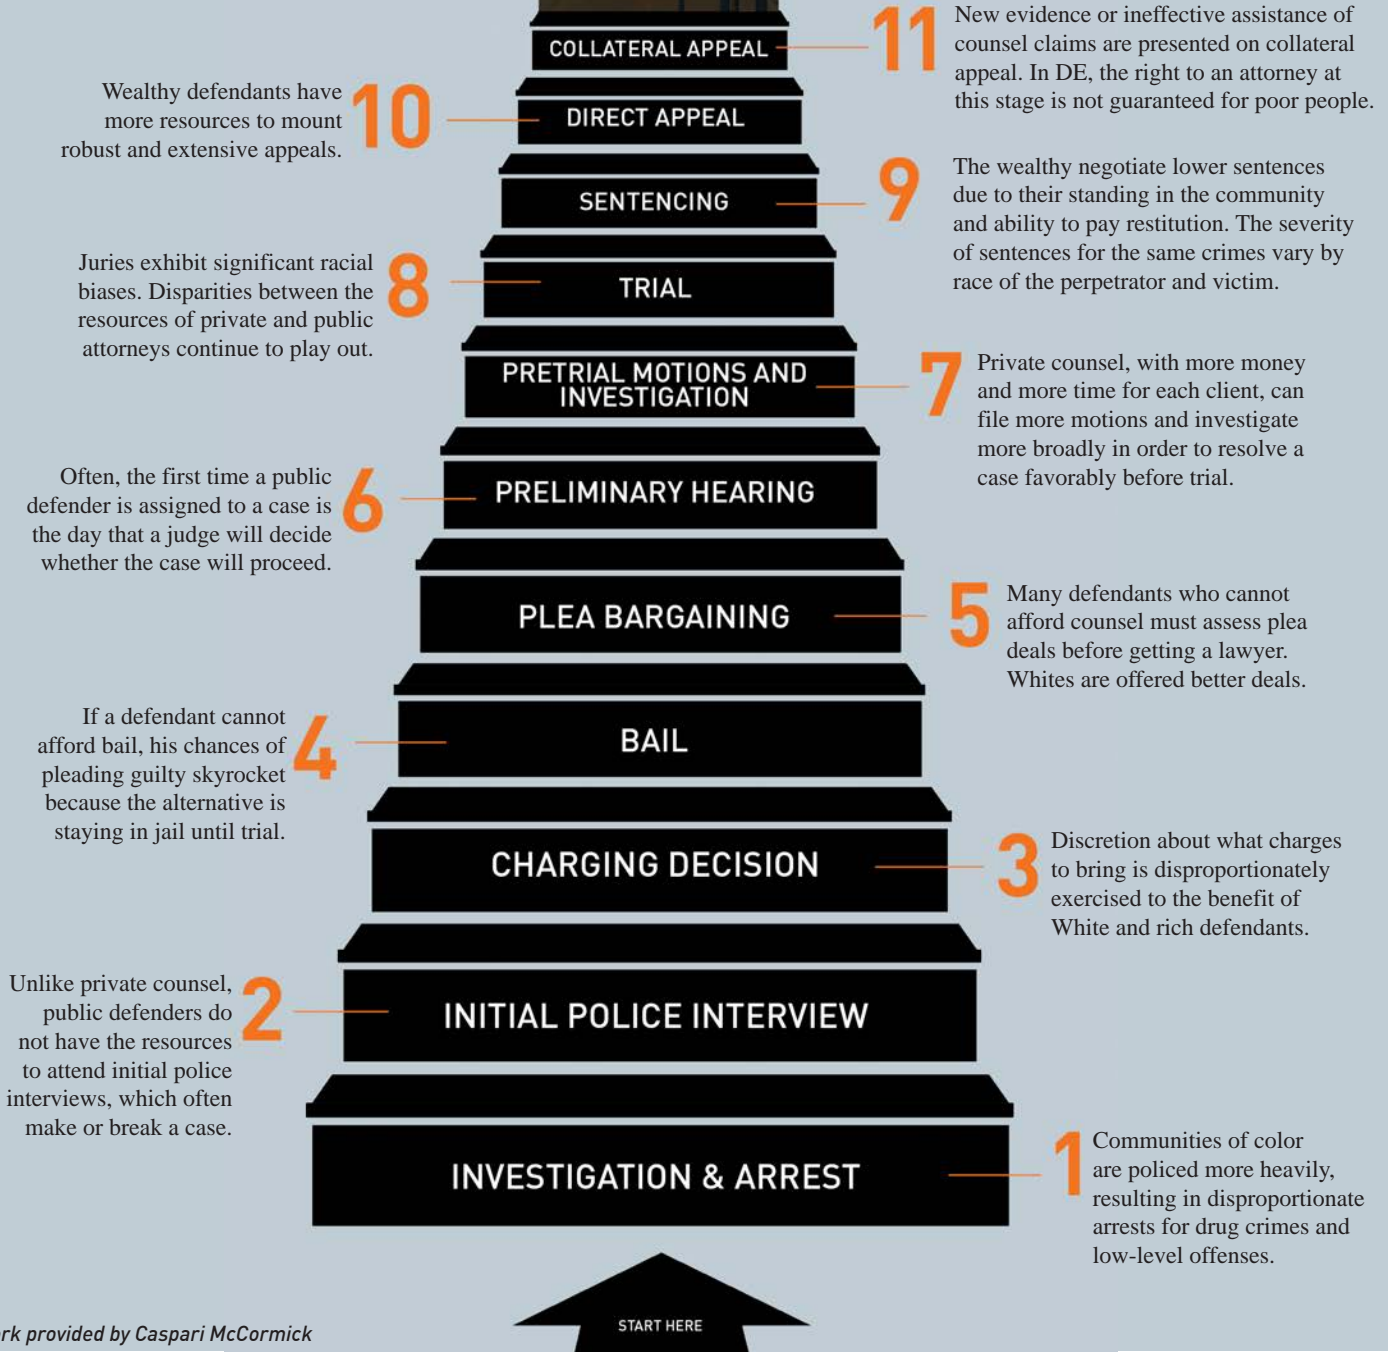 COLLATERAL APPEAL
11
New evidence or ineffective assistance of
counsel claims are presented on collateral
appeal. In DE, the right to an attorney at
this stage is not guaranteed for poor people.
Wealthy defendants have
more resources to mount
robust and extensive appeals.
10
DIRECT APPEAL
SENTENCING
9
The wealthy negotiate lower sentences
due to their standing in the community
and ability to pay restitution. The severity
of sentences for the same crimes vary by
race of the perpetrator and victim.
Juries exhibit significant racial
biases. Disparities between the
resources of private and public
attorneys continue to play out.
8
TRIAL
PRETRIAL MOTIONS AND
INVESTIGATION
7
Private counsel, with more money
and more time for each client, can
file more motions and investigate
more broadly in order to resolve a
case favorably before trial.
Often, the first time a public
defender is assigned to a case is
the day that a judge will decide
whether the case will proceed.
6
PRELIMINARY HEARING
PLEA BARGAINING
5
Many defendants who cannot
afford counsel must assess plea
deals before getting a lawyer.
Whites are offered better deals.
If a defendant cannot
afford bail, his chances of
pleading guilty skyrocket
because the alternative is
staying in jail until trial.
4
BAIL
CHARGING DECISION
3
Discretion about what charges
to bring is disproportionately
exercised to the benefit of
White and rich defendants.
Unlike private counsel,
public defenders do
not have the resources
to attend initial police
interviews, which often
make or break a case.
2
INITIAL POLICE INTERVIEW
INVESTIGATION & ARREST
1
Communities of color
are policed more heavily,
resulting in disproportionate
arrests for drug crimes and
low-level offenses.
START HERE
rk provided by Caspari McCormick